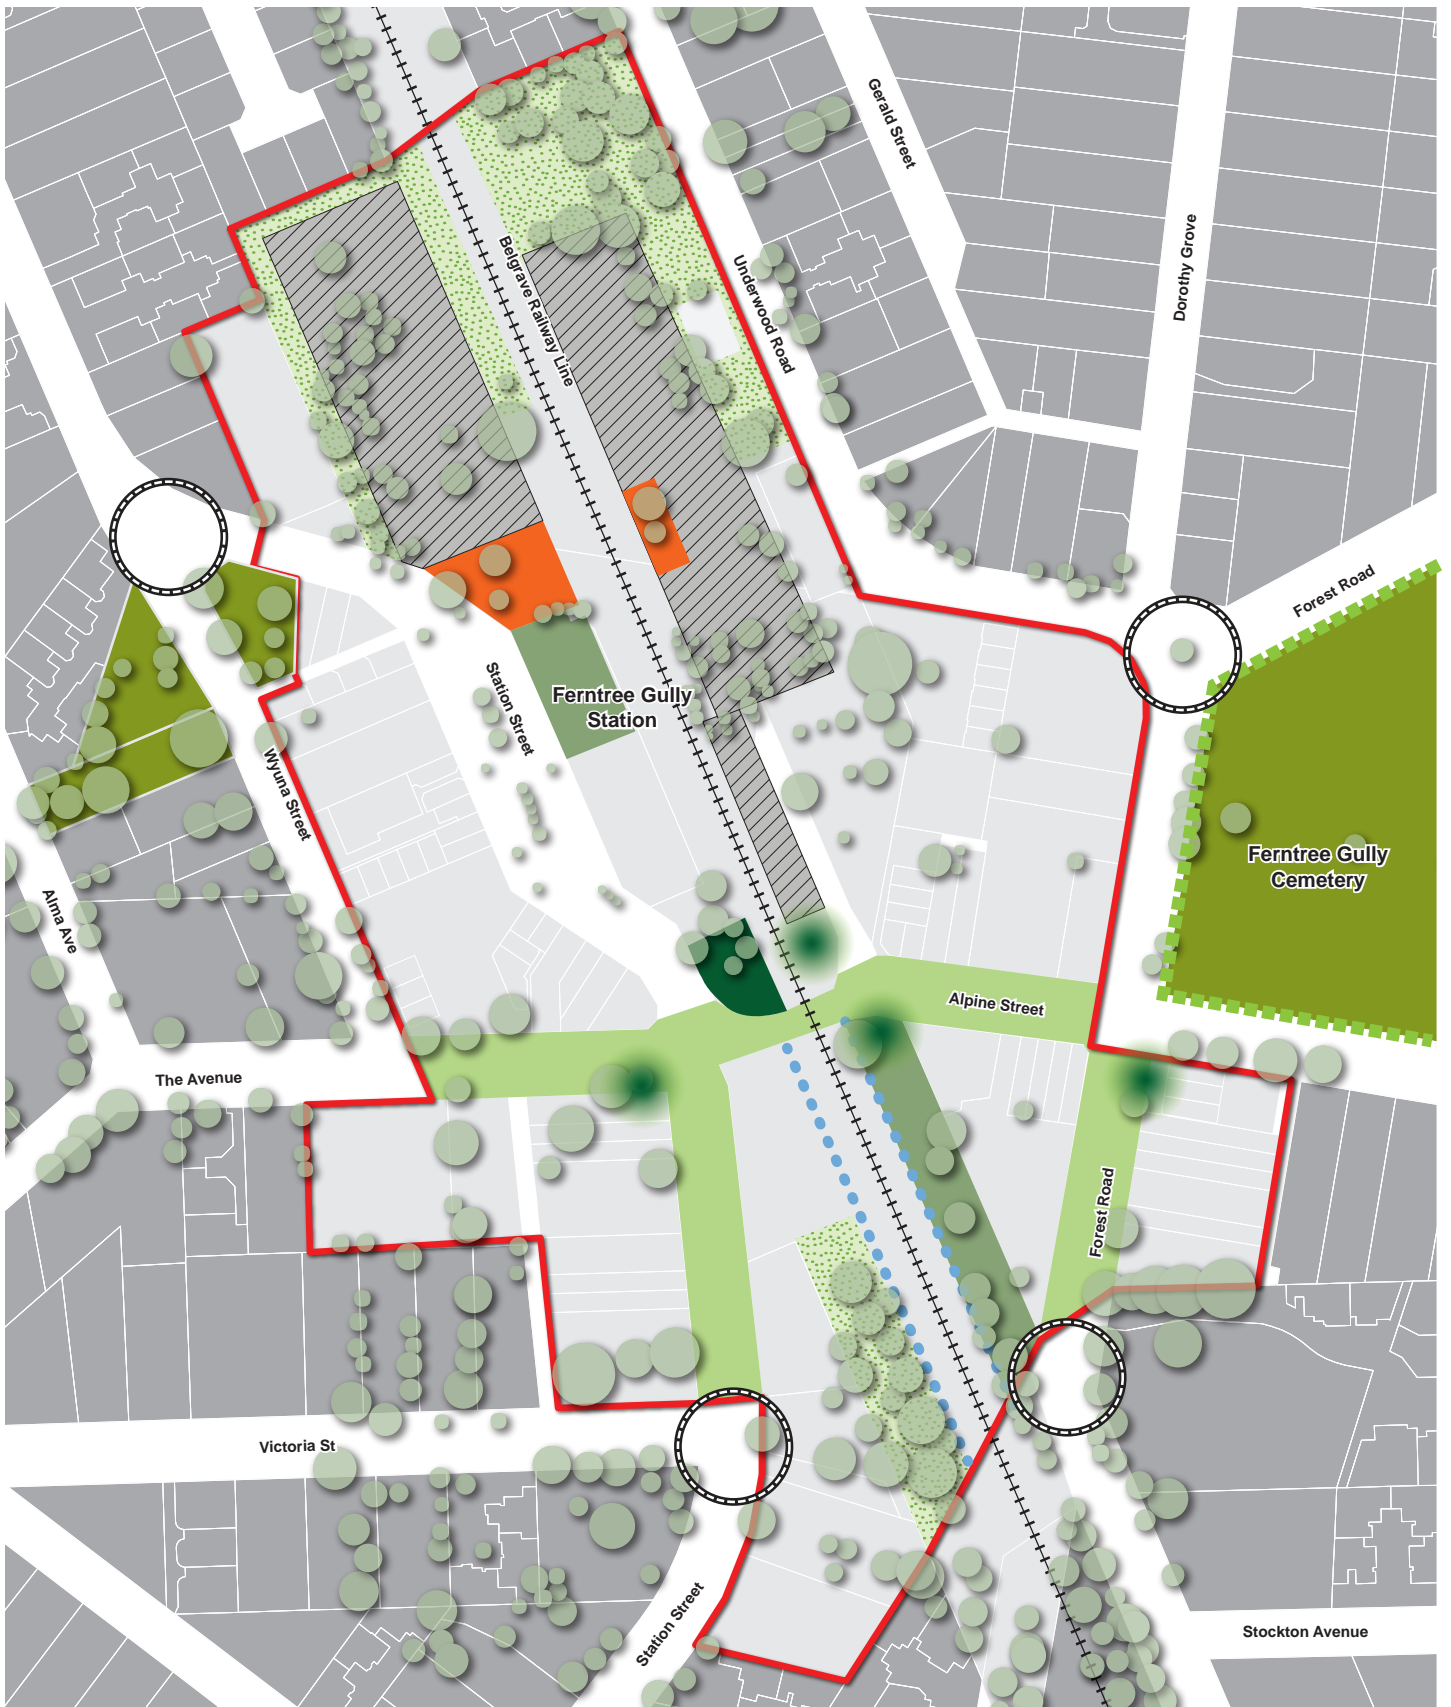 Gerald Street
Dorothy Grove
Belgrave Railway Line
Underwood Road
Forest Road
Ferntree Gully
Station
Station Street
Wyuna Street
Ferntree Gully
Cemetery
Alma Ave
Alpine Street
The Avenue
Forest Road
Victoria St
Station Street
Stockton Avenue